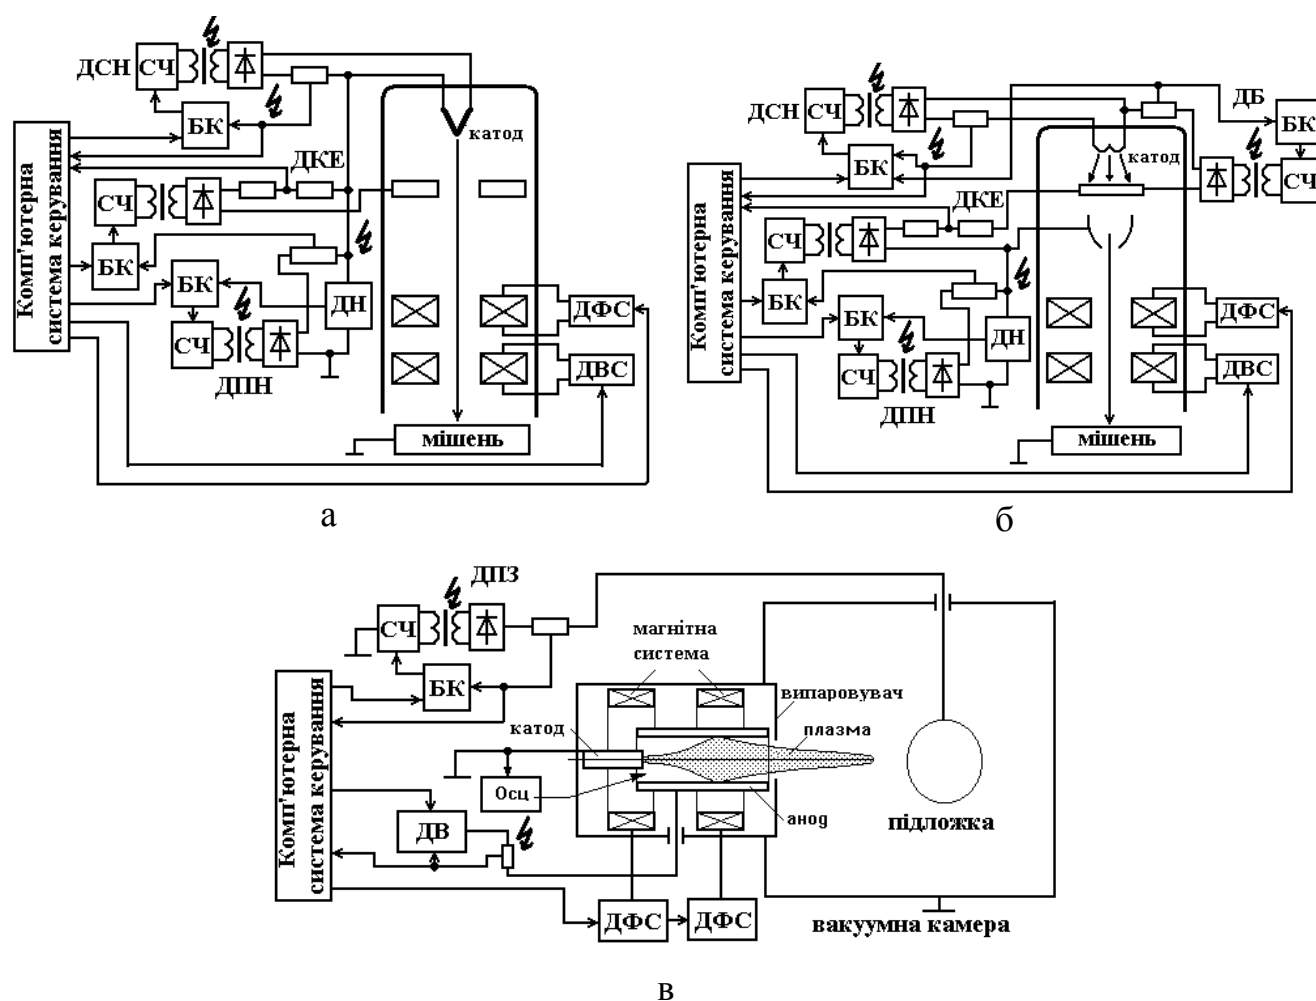 ДСН
СЧ
БК
катод
ДКЕ
СЧ
БК
БК
ДН
СЧ
ДПН
ДФС
ДВС
мішень
Комп'ютерна
система керування
а
ДСН
СЧ
БК
ДБ
БК
СЧ
катод
ДКЕ
СЧ
БК
БК
ДН
СЧ
ДПН
ДФС
ДВС
мішень
Комп'ютерна
система керування
б
ДПЗ
СЧ
БК
магнітна
система
випаровувач
катод
плазма
Осц
анод
підложка
ДВ
ДФС
ДФС
вакуумна камера
Комп'ютерна
система керування
в